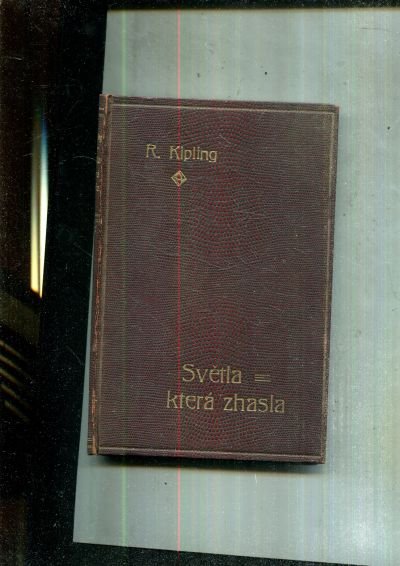 R. Kipling
Světla =
která zhasla